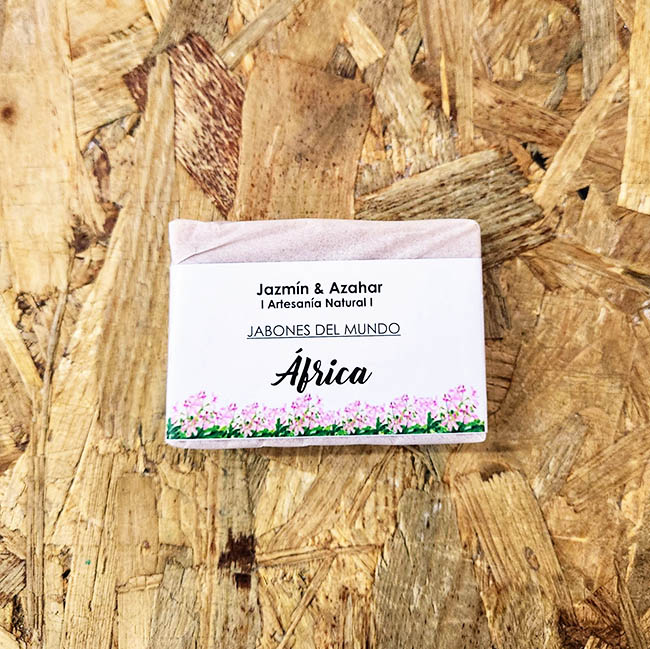 Jazmín & Azahar
| Artesanía Natural |
JABONES DEL MUNDO
África